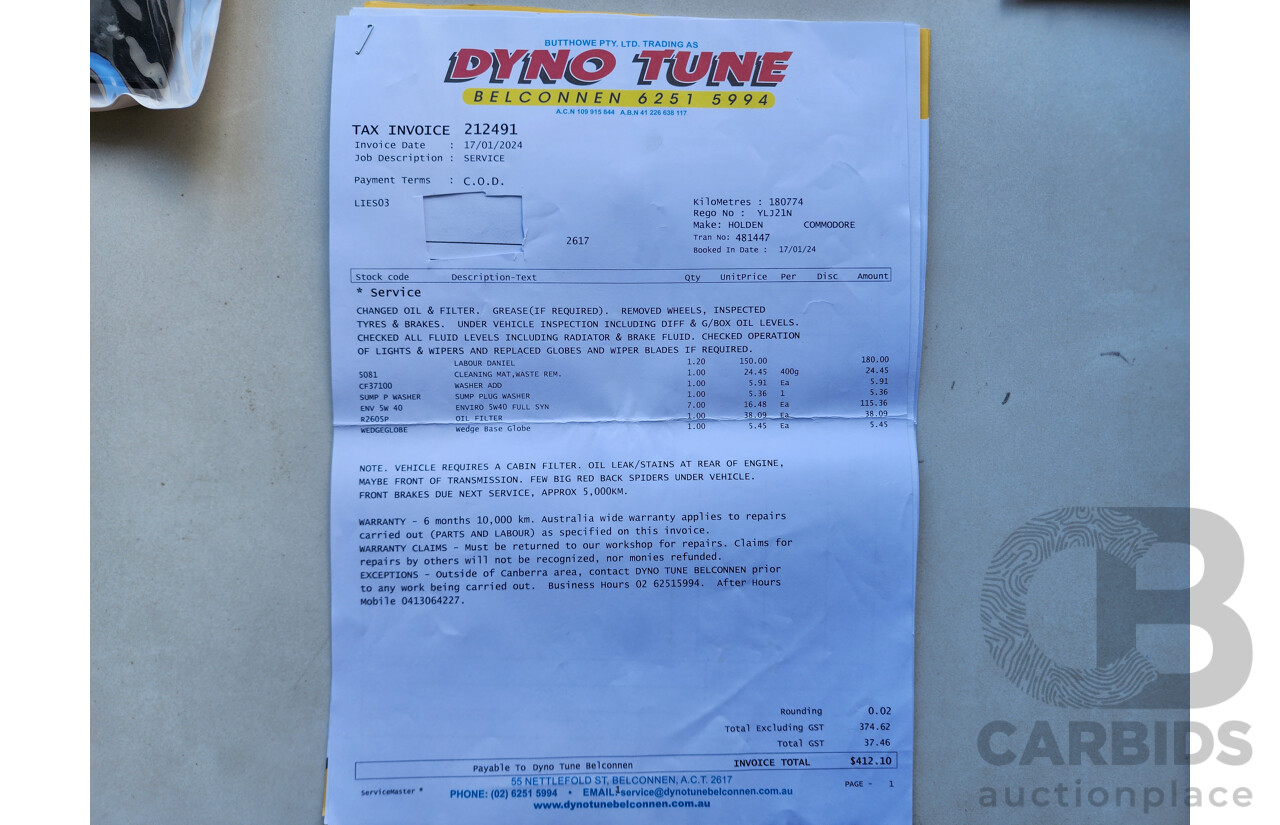 BUTTHOWE PTY. LTD. TRADING AS
DYNO TUNE
BELCONNEN 6251 5994
A.C.N 109 915 844 A.B.N 41 226 638 117
TAX INVOICE 212491
Invoice Date : 17/01/2024
Job Description : SERVICE
Payment Terms : C.O.D.
LIES03
2617
KiloMetres : 180774
Rego No : YLJ21N
Make: HOLDEN COMMODORE
Tran No: 481447
Booked In Date : 17/01/24
Stock code Description-Text Qty UnitPrice Per Disc Amount
* Service
CHANGED OIL & FILTER. GREASE(IF REQUIRED). REMOVED WHEELS, INSPECTED
TYRES & BRAKES. UNDER VEHICLE INSPECTION INCLUDING DIFF & G/BOX OIL LEVELS.
CHECKED ALL FLUID LEVELS INCLUDING RADIATOR & BRAKE FLUID. CHECKED OPERATION
OF LIGHTS & WIPERS AND REPLACED GLOBES AND WIPER BLADES IF REQUIRED.
LABOUR DANIEL 1.20 150.00 180.00
S081 CLEANING MAT,WASTE REM. 1.00 24.45 400g 24.45
CF37100 WASHER ADD 1.00 5.91 Ea 5.91
SUMP P WASHER SUMP PLUG WASHER 1.00 5.36 1 5.36
ENV 5W 40 ENVIRO 5W40 FULL SYN 7.00 16.48 Ea 115.36
R2605P OIL FILTER 1.00 38.09 Ea 38.09
WEDGEGLOBE Wedge Base Globe 1.00 5.45 Ea 5.45
NOTE. VEHICLE REQUIRES A CABIN FILTER. OIL LEAK/STAINS AT REAR OF ENGINE,
MAYBE FRONT OF TRANSMISSION. FEW BIG RED BACK SPIDERS UNDER VEHICLE.
FRONT BRAKES DUE NEXT SERVICE, APPROX 5,000KM.
WARRANTY - 6 months 10,000 km. Australia wide warranty applies to repairs
carried out (PARTS AND LABOUR) as specified on this invoice.
WARRANTY CLAIMS - Must be returned to our workshop for repairs. Claims for
repairs by others will not be recognized, nor monies refunded.
EXCEPTIONS - Outside of Canberra area, contact DYNO TUNE BELCONNEN prior
to any work being carried out. Business Hours 02 62515994. After Hours
Mobile 0413064227.
Rounding 0.02
Total Excluding GST 374.62
Total GST 37.46
Payable To Dyno Tune Belconnen INVOICE TOTAL $412.10
55 NETTLEFOLD ST, BELCONNEN, A.C.T. 2617
ServiceMaster * PHONE: (02) 6251 5994 • EMAIL: service@dynotunebelconnen.com.au PAGE - 1
1
www.dynotunebelconnen.com.au
CB
CARBIDS
auctionplace